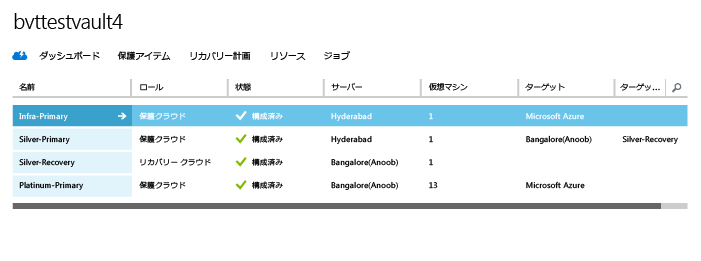 bvttestvault4
ダッシュボード 保護アイテム リカバリー計画 リソース ジョブ
名前 ロール 状態 サーバー 仮想マシン ターゲット ターゲッ...
Infra-Primary 保護クラウド 構成済み Hyderabad 1 Microsoft Azure
Silver-Primary 保護クラウド 構成済み Hyderabad 1 Bangalore(Anoob) Silver-Recovery
Silver-Recovery リカバリー クラウド 構成済み Bangalore(Anoob) 1
Platinum-Primary 保護クラウド 構成済み Bangalore(Anoob) 13 Microsoft Azure